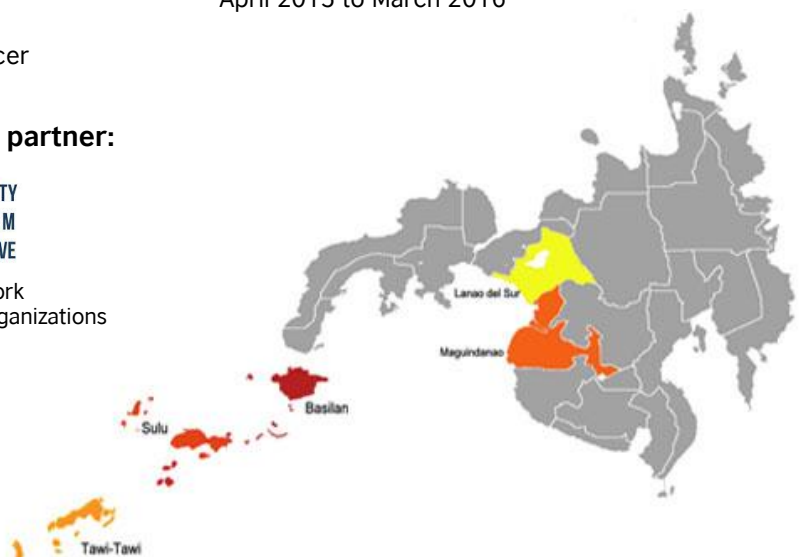 April 2015 to March 2016
cer
partner:
TY
M
VE
ork
ganizations
Lanao del Sur
Maguindanao
Basilan
Sulu
Tawi-Tawi